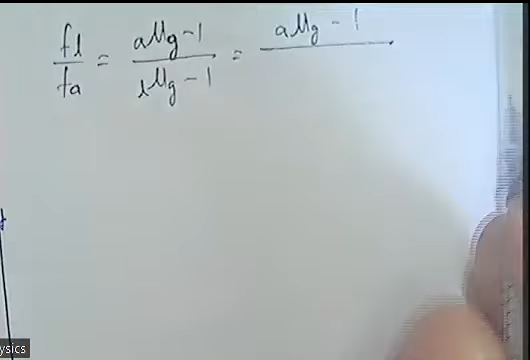 fl/fa = aμg-1/lμg-1 = aμg-1/
ysics